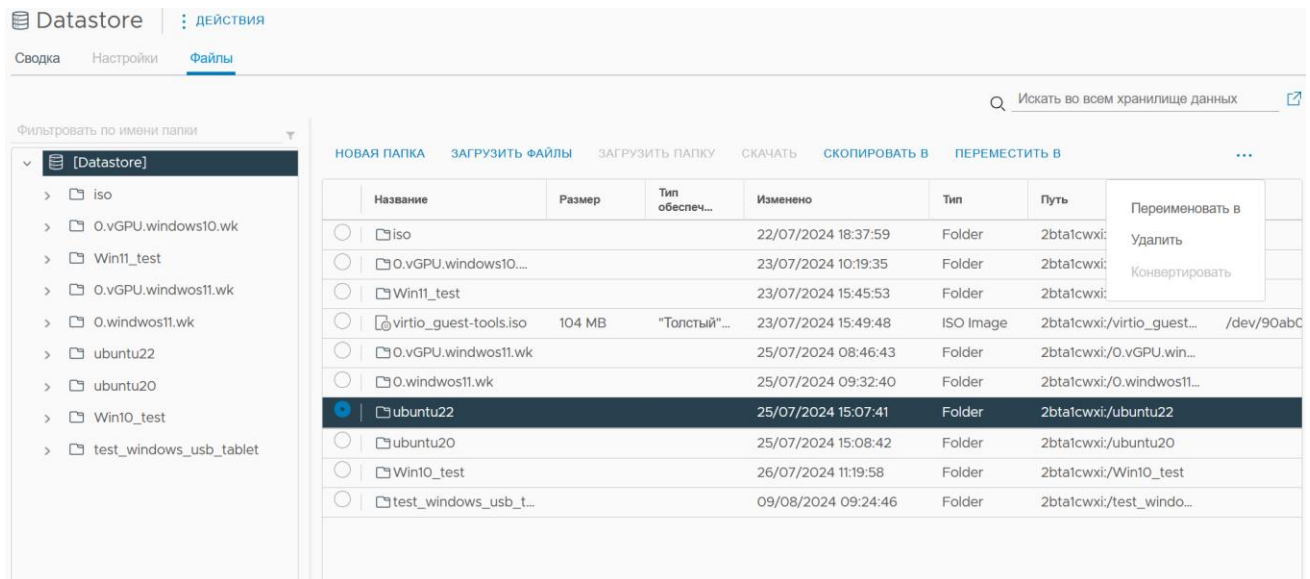 Datastore ДЕЙСТВИЯ
Сводка Настройки Файлы
Искать во всем хранилище данных
Фильтровать по имени папки
[Datastore]
iso
0.vGPU.windows10.wk
Win11_test
0.vGPU.windwos11.wk
0.windwos11.wk
ubuntu22
ubuntu20
Win10_test
test_windows_usb_tablet
НОВАЯ ПАПКА ЗАГРУЗИТЬ ФАЙЛЫ ЗАГРУЗИТЬ ПАПКУ СКАЧАТЬ СКОПИРОВАТЬ В ПЕРЕМЕСТИТЬ В ...
Название Размер Тип обеспеч... Изменено Тип Путь
iso 22/07/2024 18:37:59 Folder 2bta1cwxi:
0.vGPU.windows10.... 23/07/2024 10:19:35 Folder 2bta1cwxi:
Win11_test 23/07/2024 15:45:53 Folder 2bta1cwxi:
virtio_guest-tools.iso 104 MB "Толстый"... 23/07/2024 15:49:48 ISO Image 2bta1cwxi:/virtio_guest... /dev/90ab0
0.vGPU.windwos11.wk 25/07/2024 08:46:43 Folder 2bta1cwxi:/0.vGPU.win...
0.windwos11.wk 25/07/2024 09:32:40 Folder 2bta1cwxi:/0.windwos11...
ubuntu22 25/07/2024 15:07:41 Folder 2bta1cwxi:/ubuntu22
ubuntu20 25/07/2024 15:08:42 Folder 2bta1cwxi:/ubuntu20
Win10_test 26/07/2024 11:19:58 Folder 2bta1cwxi:/Win10_test
test_windows_usb_t... 09/08/2024 09:24:46 Folder 2bta1cwxi:/test_windo...
Переименовать в
Удалить
Конвертировать